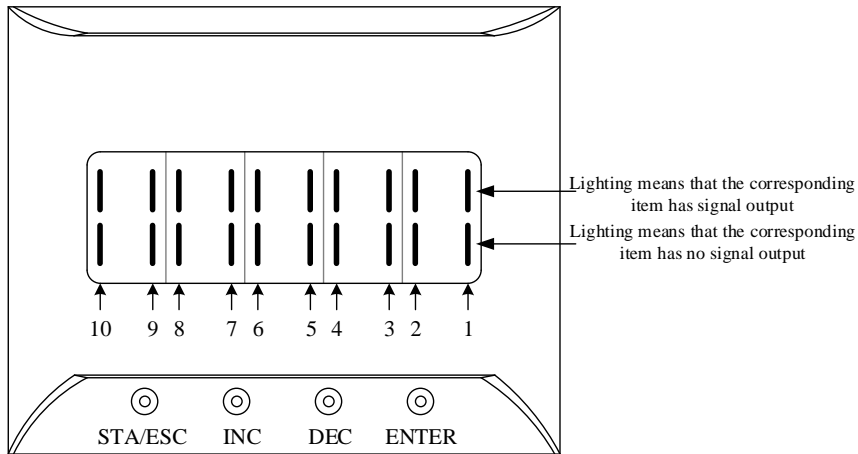 Lighting means that the corresponding
item has signal output
Lighting means that the corresponding
item has no signal output
10 9 8 7 6 5 4 3 2 1
STA/ESC INC DEC ENTER